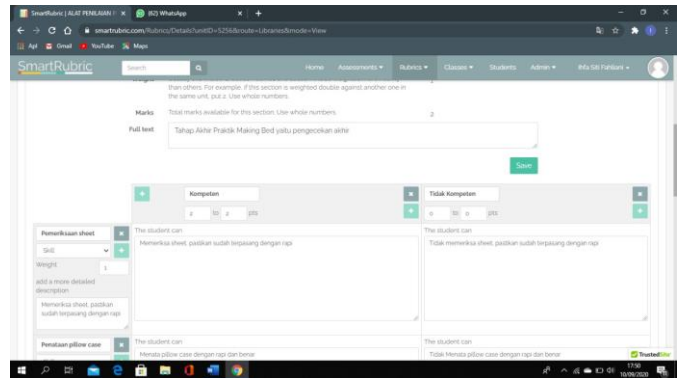 SmartRubric | ALAT PENILAIAN P
(62) WhatsApp
smartrubric.com/Rubrics/Details?unitID=52568&route=Libraries&mode=View
Apl Gmail YouTube Maps
SmartRubric
Search
Home Assessments Rubrics Classes Students Admin
than others. For example, if this section is weighted double against another one in
the same unit, put 2. Use whole numbers.
Marks Total marks available for this section. Use whole numbers. 2
Full text Tahap Akhir Praktik Making Bed yaitu pengecekan akhir
Save
Kompeten Tidak Kompeten
2 to 2 pts 0 to 0 pts
Pemeriksaan sheet The student can The student can
Skill Memeriksa sheet, pastikan sudah terpasang dengan rapi Tidak memeriksa sheet, pastikan sudah terpasang dengan rapi
Weight 1
add a more detailed
description
Memeriksa sheet, pastikan
sudah terpasang dengan rapi
Penataan pillow case The student can The student can
Menata pillow case dengan rapi dan benar Tidak Menata pillow case dengan rapi dan benar
TrustedSite
17:50
10/09/2020